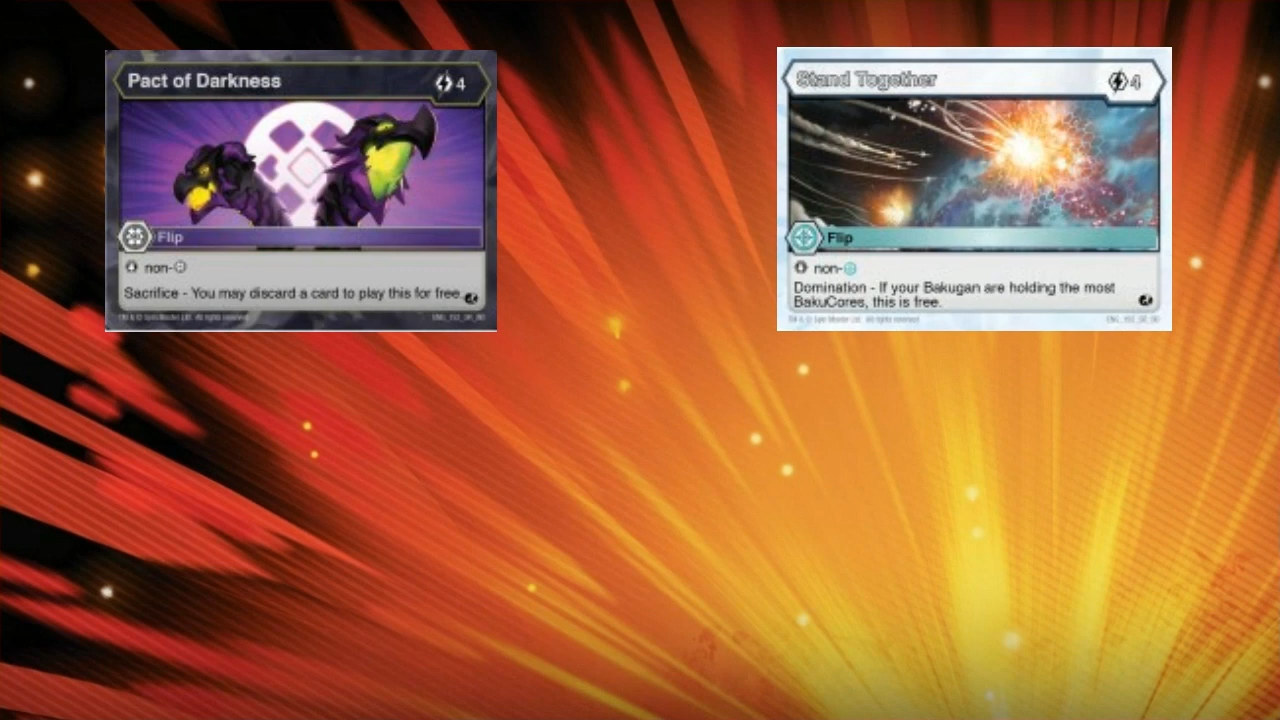 Pact of Darkness
4
Flip
non-
Sacrifice - You may discard a card to play this for free.
Stand Together
4
Flip
non-
Domination - If your Bakugan are holding the most
BakuCores, this is free.